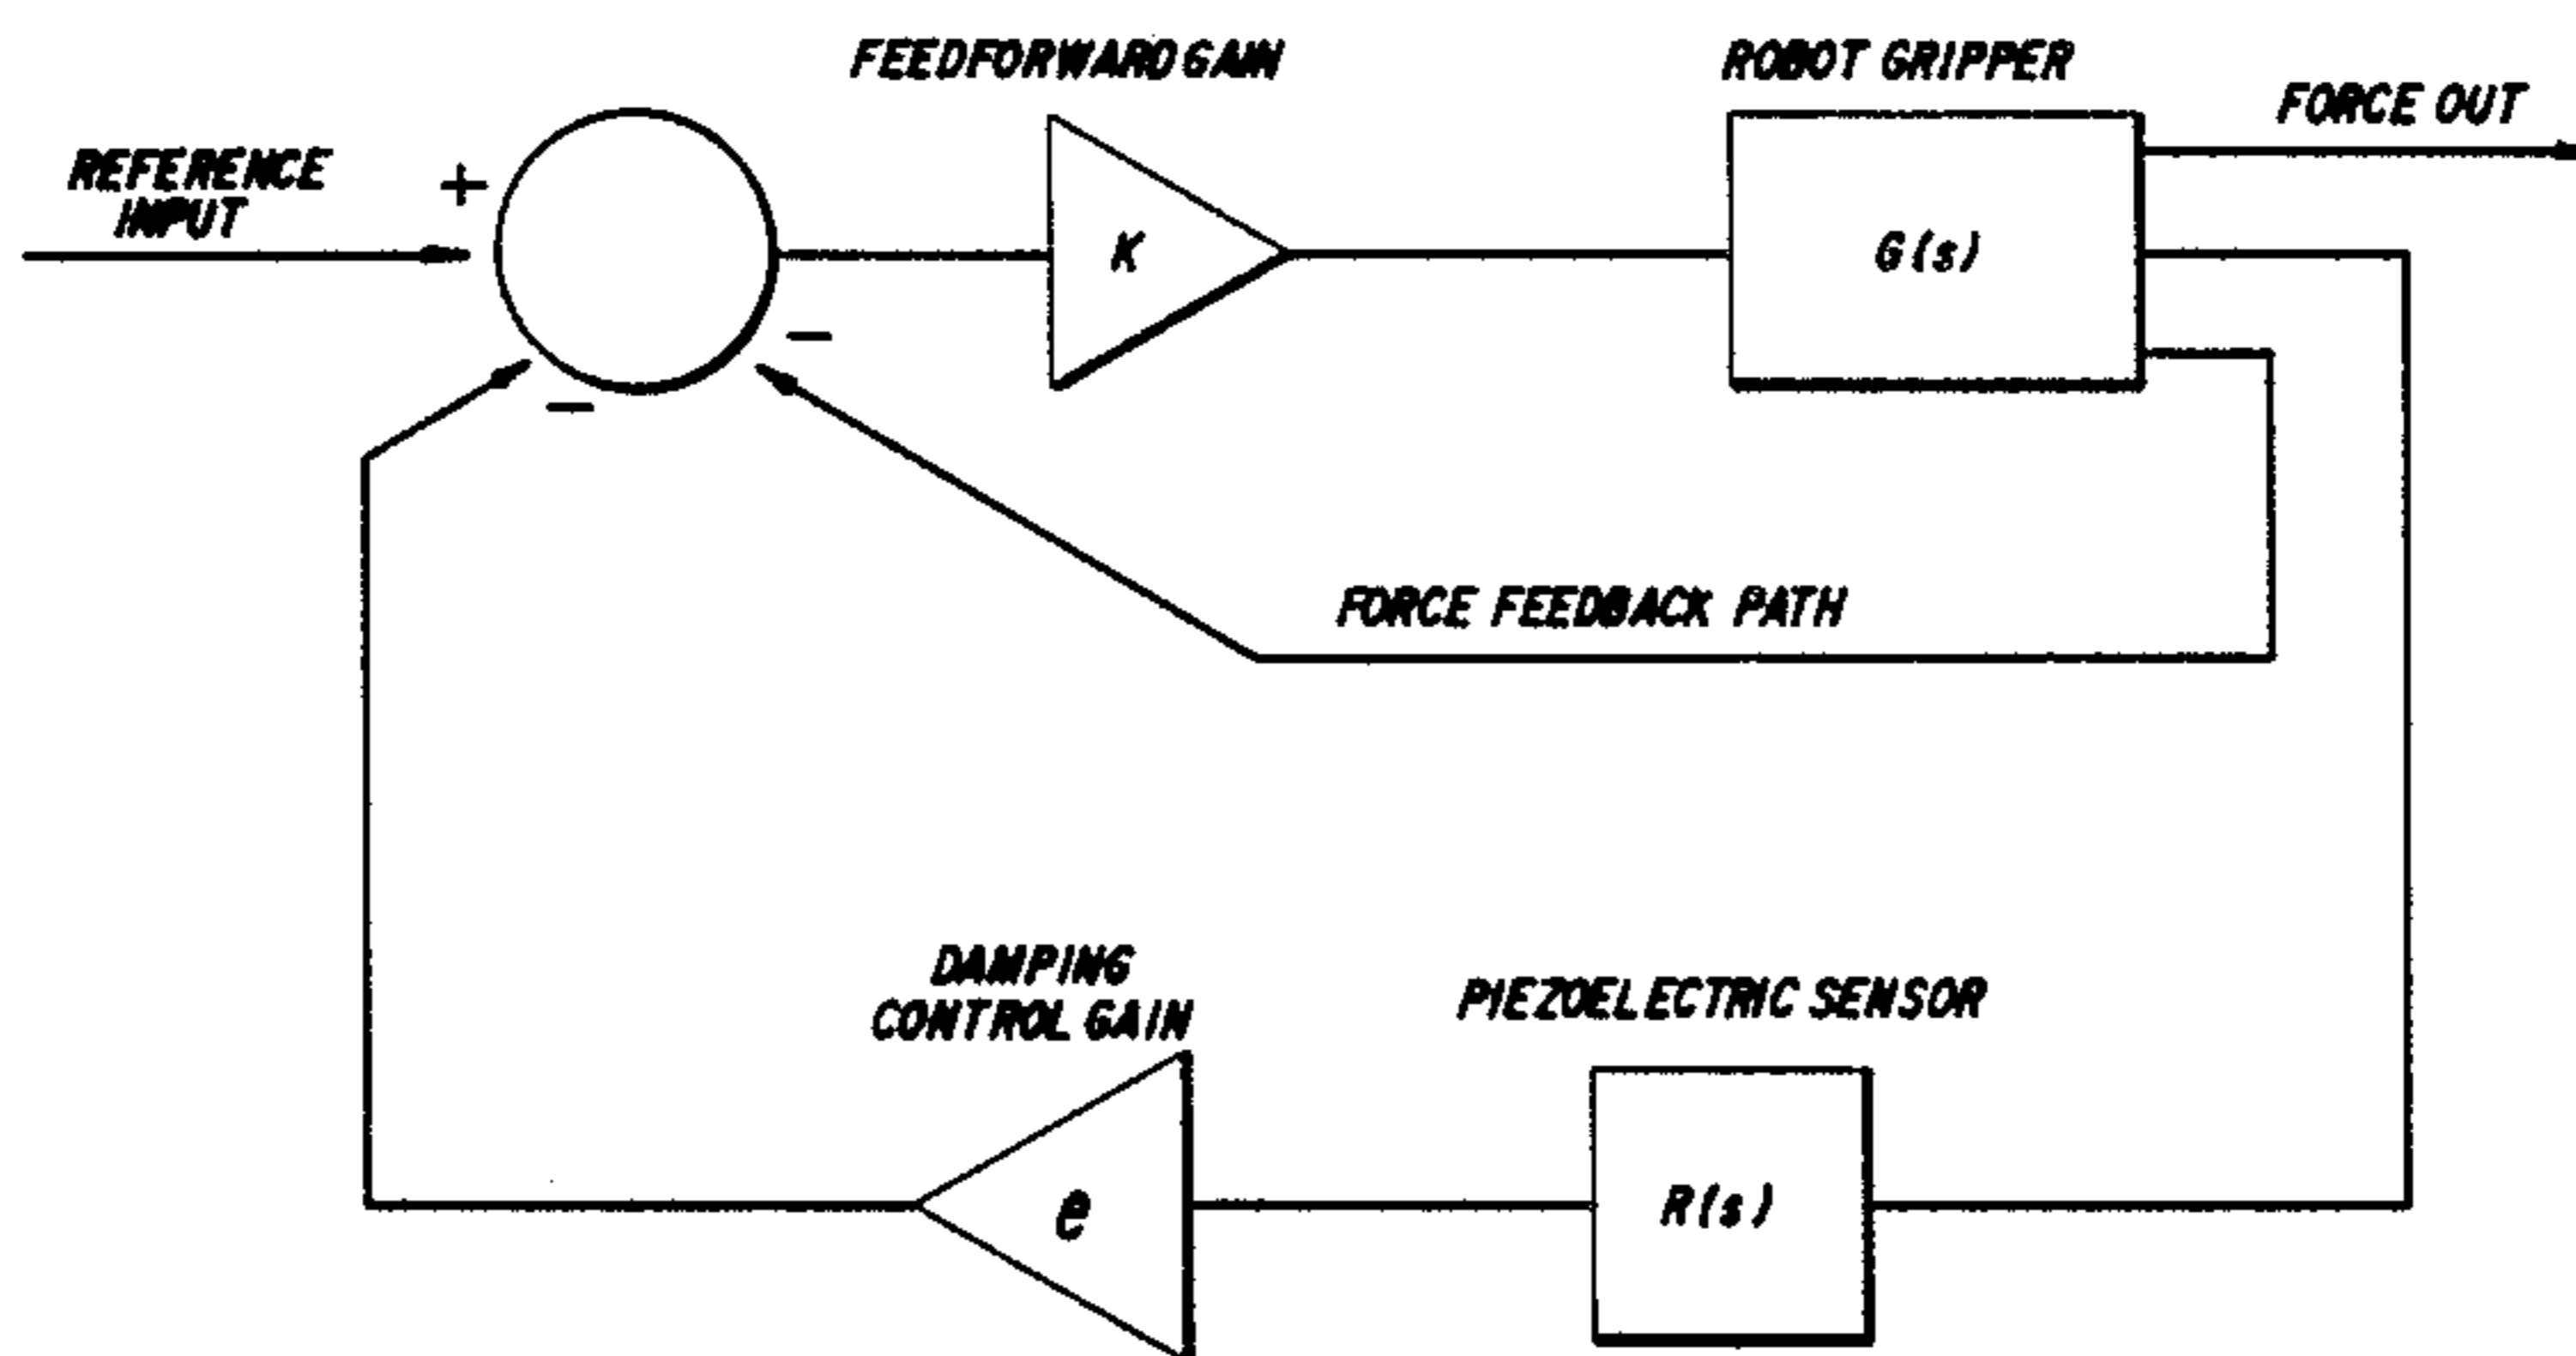 FEEDFORWARD GAIN
ROBOT GRIPPER
FORCE OUT
REFERENCE
INPUT
+
K
G(s)
−
−
FORCE FEEDBACK PATH
DAMPING
CONTROL GAIN
PIEZOELECTRIC SENSOR
e
R(s)